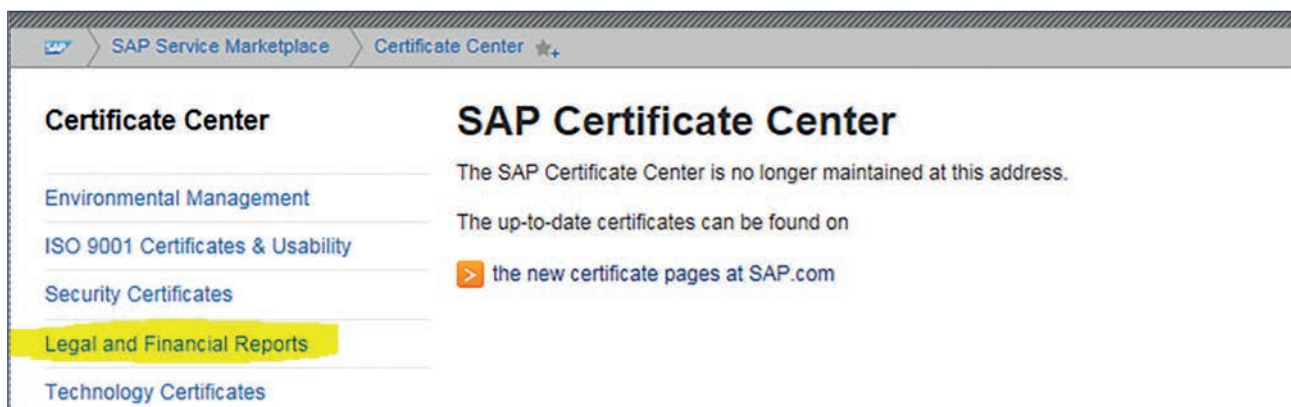 SAP SAP Service Marketplace Certificate Center
Certificate Center
Environmental Management
ISO 9001 Certificates & Usability
Security Certificates
Legal and Financial Reports
Technology Certificates
SAP Certificate Center
The SAP Certificate Center is no longer maintained at this address.
The up-to-date certificates can be found on
the new certificate pages at SAP.com